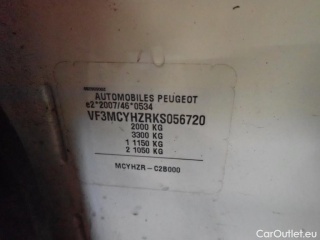 AUTOMOBILES PEUGEOT
e2*2007/46*0534
VF3MCYHZRKS056720
2000 KG
3300 KG
1 1150 KG
2 1050 KG
MCYHZR-C2B000
CarOutlet.eu